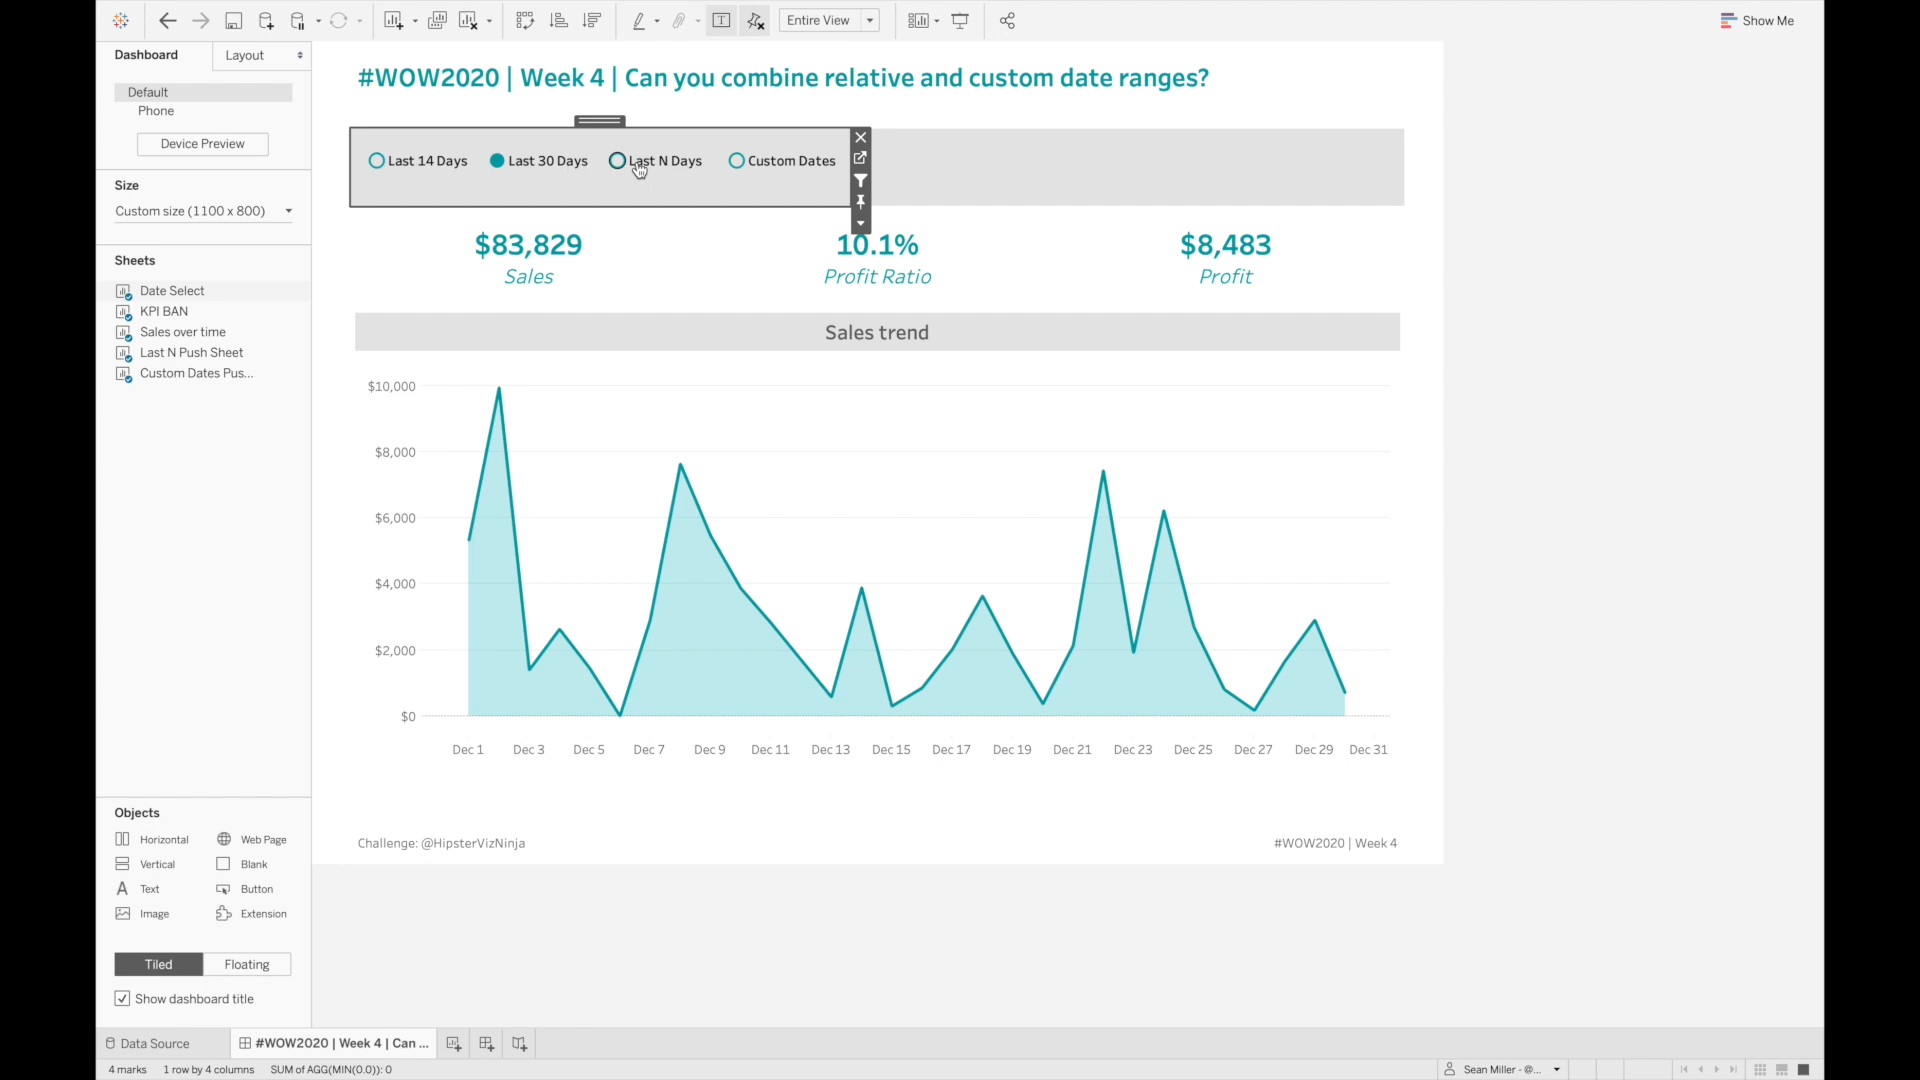 Entire View
Show Me
Dashboard
Layout
Default
Phone
Device Preview
Size
Custom size (1100 x 800)
Sheets
Date Select
KPI BAN
Sales over time
Last N Push Sheet
Custom Dates Pus...
Objects
Horizontal
Web Page
Vertical
Blank
Text
Button
Image
Extension
Tiled
Floating
Show dashboard title
#WOW2020 | Week 4 | Can you combine relative and custom date ranges?
Last 14 Days
Last 30 Days
Last N Days
Custom Dates
$83,829
Sales
10.1%
Profit Ratio
$8,483
Profit
Sales trend
$10,000
$8,000
$6,000
$4,000
$2,000
$0
Dec 1 Dec 3 Dec 5 Dec 7 Dec 9 Dec 11 Dec 13 Dec 15 Dec 17 Dec 19 Dec 21 Dec 23 Dec 25 Dec 27 Dec 29 Dec 31
Challenge: @HipsterVizNinja
#WOW2020 | Week 4
Data Source
#WOW2020 | Week 4 | Can ...
4 marks 1 row by 4 columns SUM of AGG(MIN(0.0)): 0
Sean Miller - @...